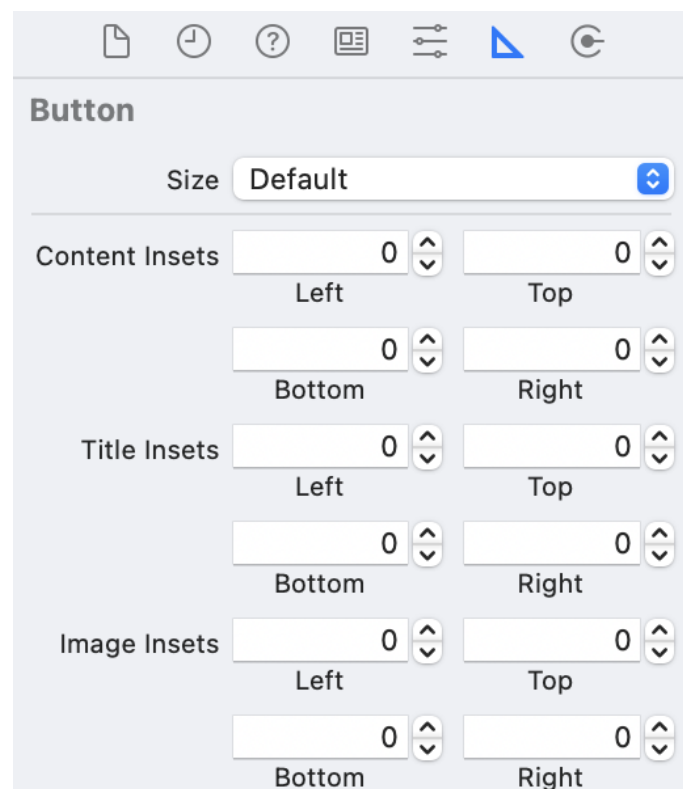 Button
Size Default
Content Insets 0 0
Left Top
0 0
Bottom Right
Title Insets 0 0
Left Top
0 0
Bottom Right
Image Insets 0 0
Left Top
0 0
Bottom Right